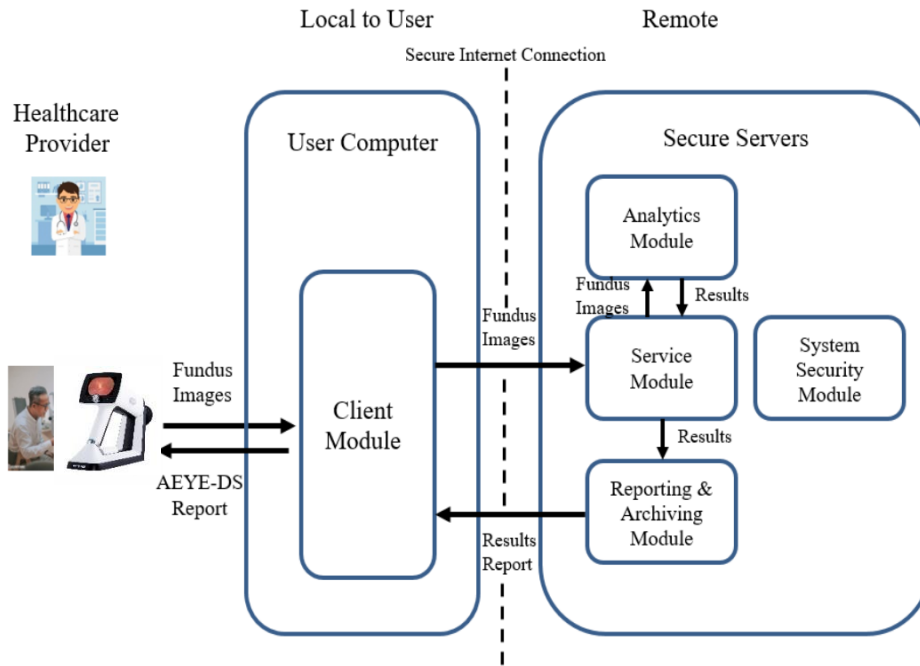 Local to User
Remote
Secure Internet Connection
Healthcare
Provider
User Computer
Secure Servers
Analytics
Module
Fundus
Images
Results
Fundus
Images
Service
Module
System
Security
Module
Fundus
Images
Client
Module
Results
AEYE-DS
Report
Reporting &
Archiving
Module
Results
Report